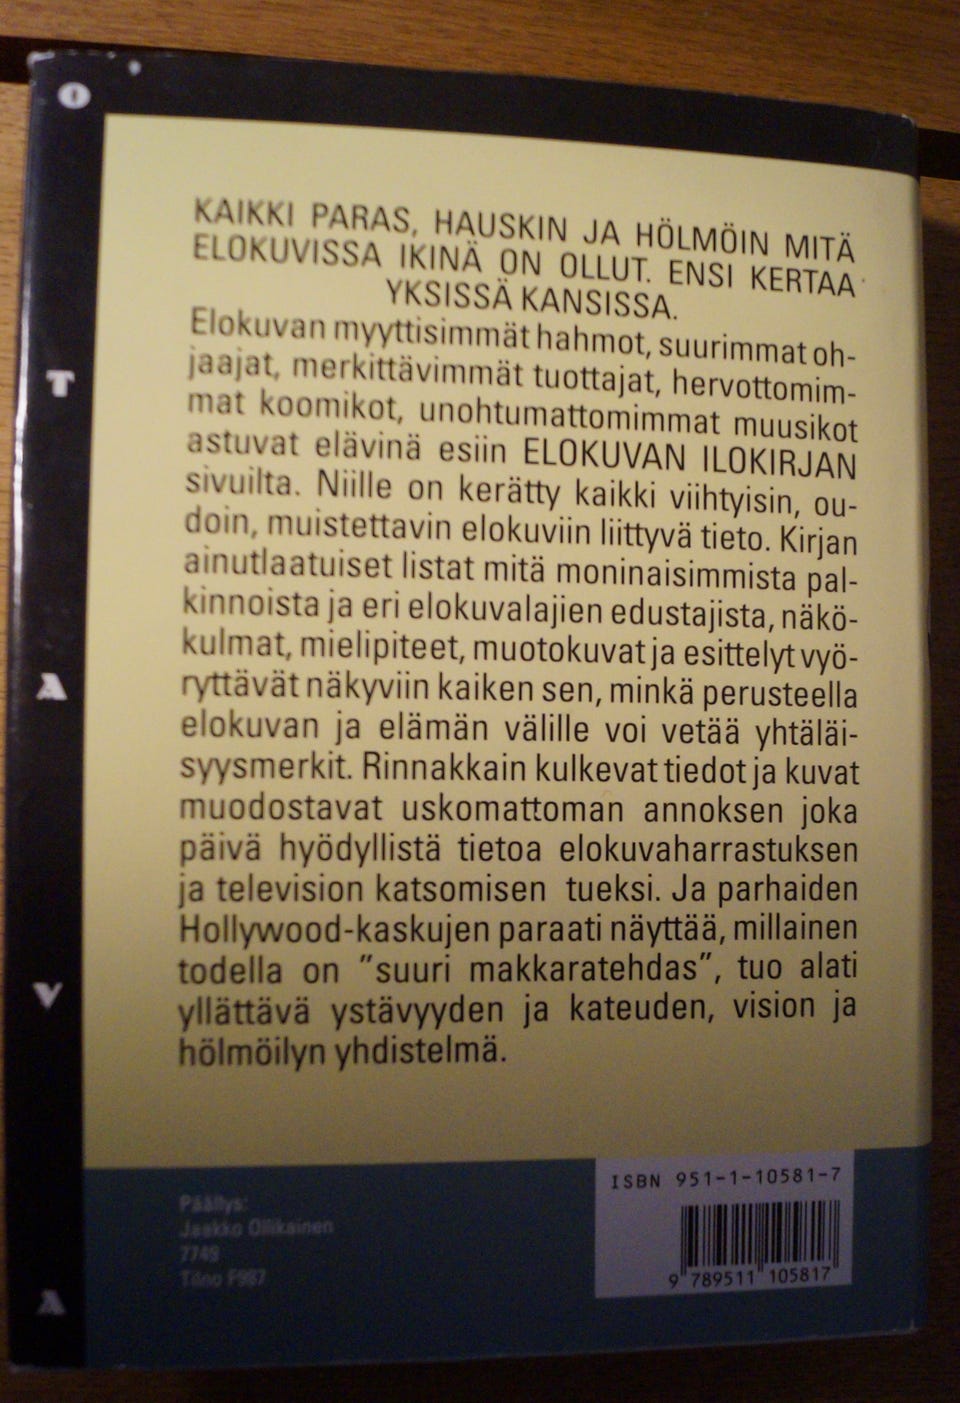 OTAVA
KAIKKI PARAS, HAUSKIN JA HÖLMÖIN MITÄ
ELOKUVISSA IKINÄ ON OLLUT. ENSI KERTAA
YKSISSÄ KANSISSA.
Elokuvan myyttisimmät hahmot, suurimmat oh-
jaajat, merkittävimmät tuottajat, hervottomim-
mat koomikot, unohtumattomimmat muusikot
astuvat elävinä esiin ELOKUVAN ILOKIRJAN
sivuilta. Niille on kerätty kaikki viihtyisin, ou-
doin, muistettavin elokuviin liittyvä tieto. Kirjan
ainutlaatuiset listat mitä moninaisimmista pal-
kinnoista ja eri elokuvalajien edustajista, näkö-
kulmat, mielipiteet, muotokuvat ja esittelyt vyö-
ryttävät näkyviin kaiken sen, minkä perusteella
elokuvan ja elämän välille voi vetää yhtäläi-
syysmerkit. Rinnakkain kulkevat tiedot ja kuvat
muodostavat uskomattoman annoksen joka
päivä hyödyllistä tietoa elokuvaharrastuksen
ja television katsomisen tueksi. Ja parhaiden
Hollywood-kaskujen paraati näyttää, millainen
todella on "suuri makkaratehdas", tuo alati
yllättävä ystävyyden ja kateuden, vision ja
hölmöilyn yhdistelmä.
ISBN 951-1-10581-7
9 789511 105817
Päällys:
Jaakko Ollikainen
7749
Tilno F987